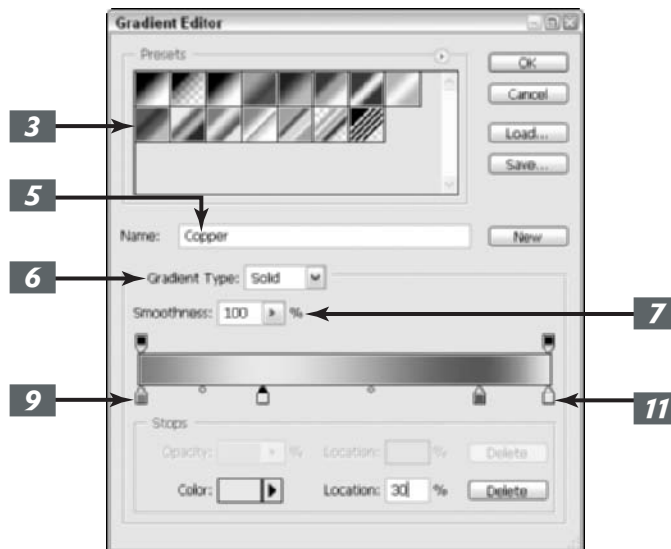 Gradient Editor
Presets
OK
Cancel
3
Load...
Save...
5
Name: Copper
New
6
Gradient Type: Solid
Smoothness: 100 %
7
9
11
Stops
Opacity: % Location: % Delete
Color: Location: 30 % Delete